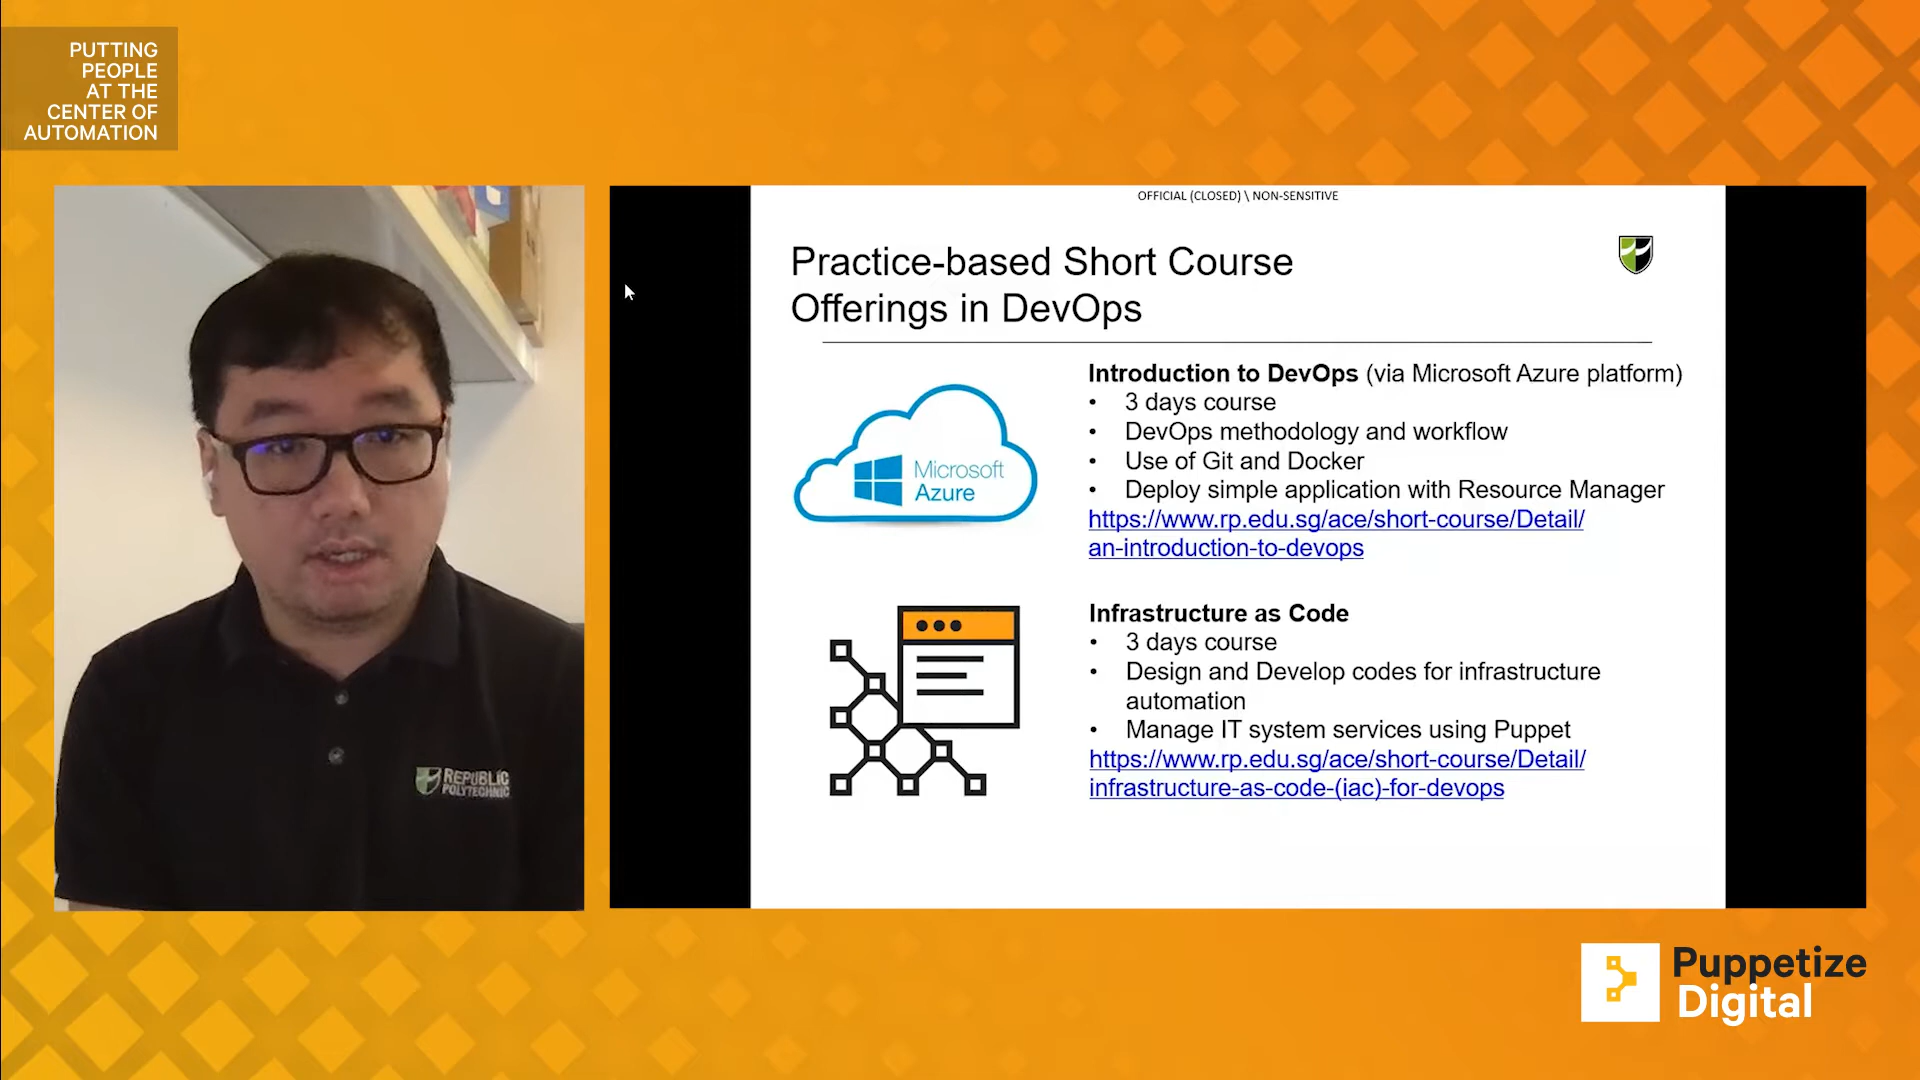 PUTTING
PEOPLE
AT THE
CENTER OF
AUTOMATION
REPUBLIC
POLYTECHNIC
OFFICIAL (CLOSED) \ NON-SENSITIVE
Practice-based Short Course
Offerings in DevOps
Microsoft
Azure
Introduction to DevOps (via Microsoft Azure platform)
• 3 days course
• DevOps methodology and workflow
• Use of Git and Docker
• Deploy simple application with Resource Manager
https://www.rp.edu.sg/ace/short-course/Detail/
an-introduction-to-devops
Infrastructure as Code
• 3 days course
• Design and Develop codes for infrastructure
automation
• Manage IT system services using Puppet
https://www.rp.edu.sg/ace/short-course/Detail/
infrastructure-as-code-(iac)-for-devops
Puppetize
Digital